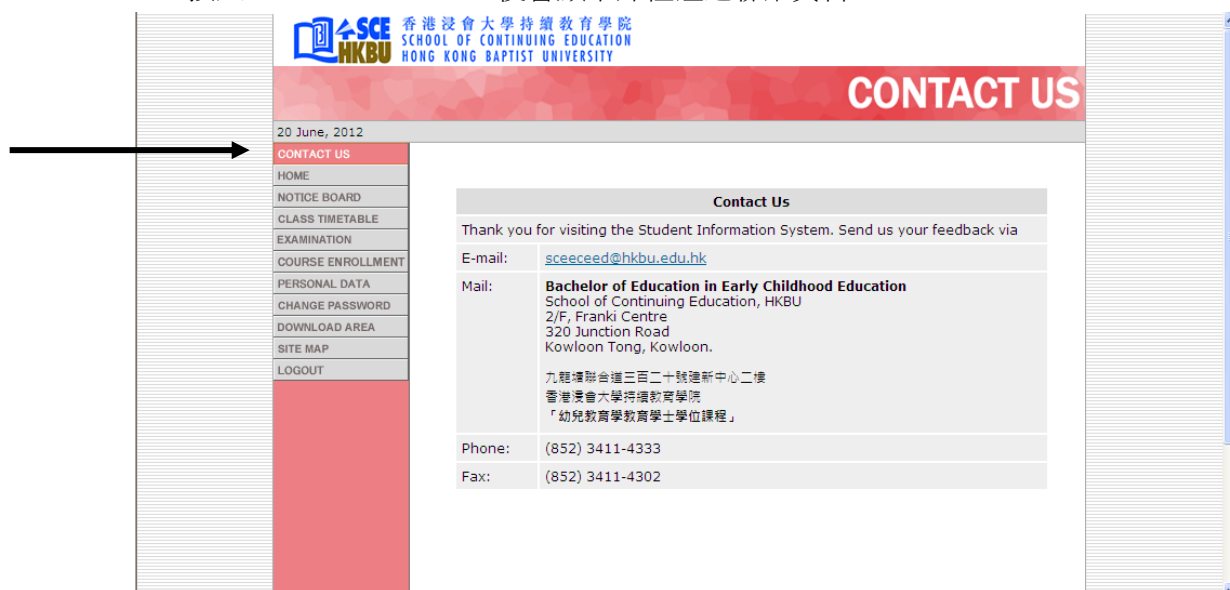 香港浸會大學持續教育學院
SCHOOL OF CONTINUING EDUCATION
HONG KONG BAPTIST UNIVERSITY
SCE
HKBU
CONTACT US
20 June, 2012
CONTACT US
HOME
NOTICE BOARD
CLASS TIMETABLE
EXAMINATION
COURSE ENROLLMENT
PERSONAL DATA
CHANGE PASSWORD
DOWNLOAD AREA
SITE MAP
LOGOUT
Contact Us
Thank you for visiting the Student Information System. Send us your feedback via
E-mail: sceeceed@hkbu.edu.hk
Mail: Bachelor of Education in Early Childhood Education
School of Continuing Education, HKBU
2/F, Franki Centre
320 Junction Road
Kowloon Tong, Kowloon.
九龍塘聯合道三百二十號建新中心二樓
香港浸會大學持續教育學院
「幼兒教育學教育學士學位課程」
Phone: (852) 3411-4333
Fax: (852) 3411-4302